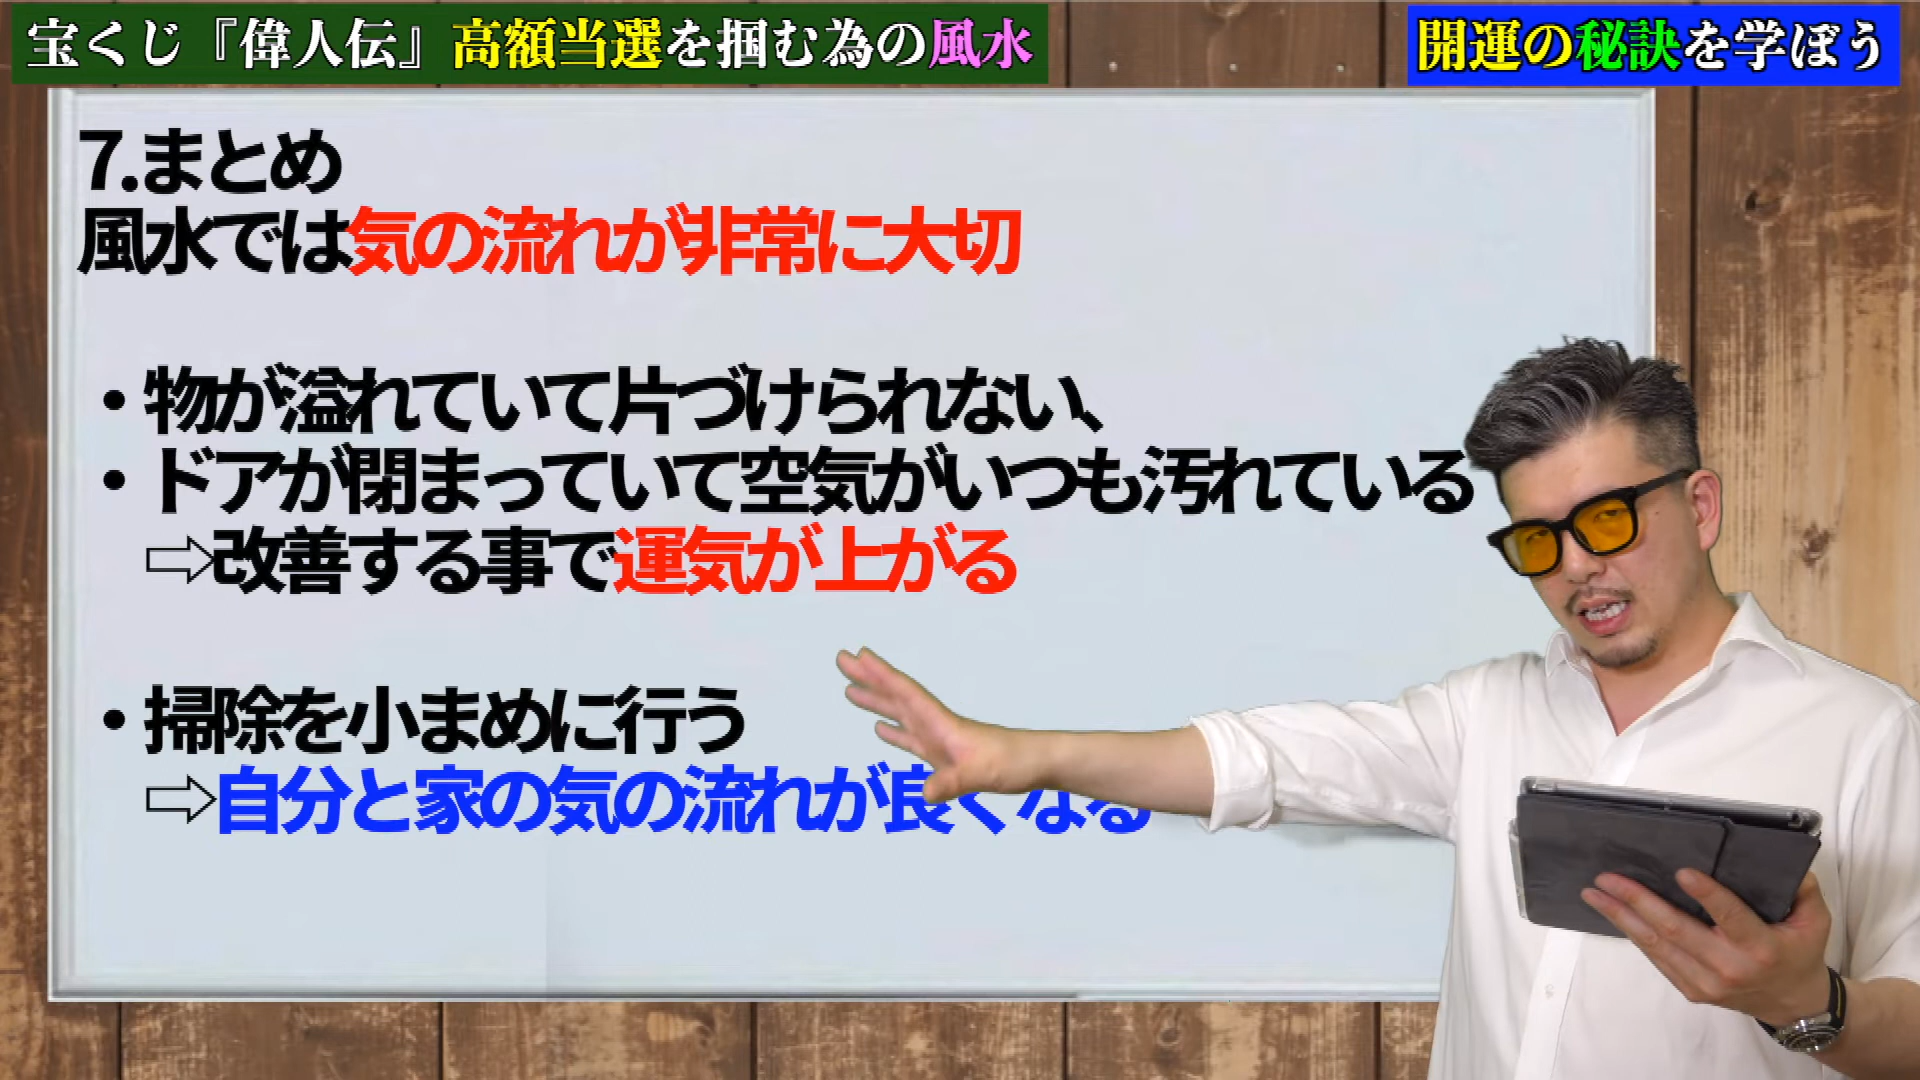 宝くじ『偉人伝』高額当選を掴む為の風水
開運の秘訣を学ぼう
7.まとめ
風水では気の流れが非常に大切
・物が溢れていて片づけられない、
・ドアが閉まっていて空気がいつも汚れている
⇨改善する事で運気が上がる
・掃除を小まめに行う
⇨自分と家の気の流れが良くなる